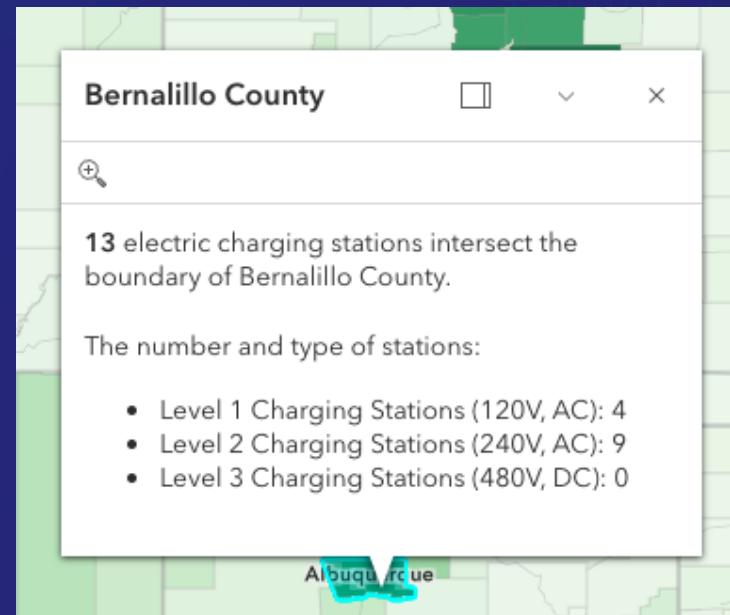 Bernalillo County
13 electric charging stations intersect the
boundary of Bernalillo County.
The number and type of stations:
• Level 1 Charging Stations (120V, AC): 4
• Level 2 Charging Stations (240V, AC): 9
• Level 3 Charging Stations (480V, DC): 0
Albuquerque